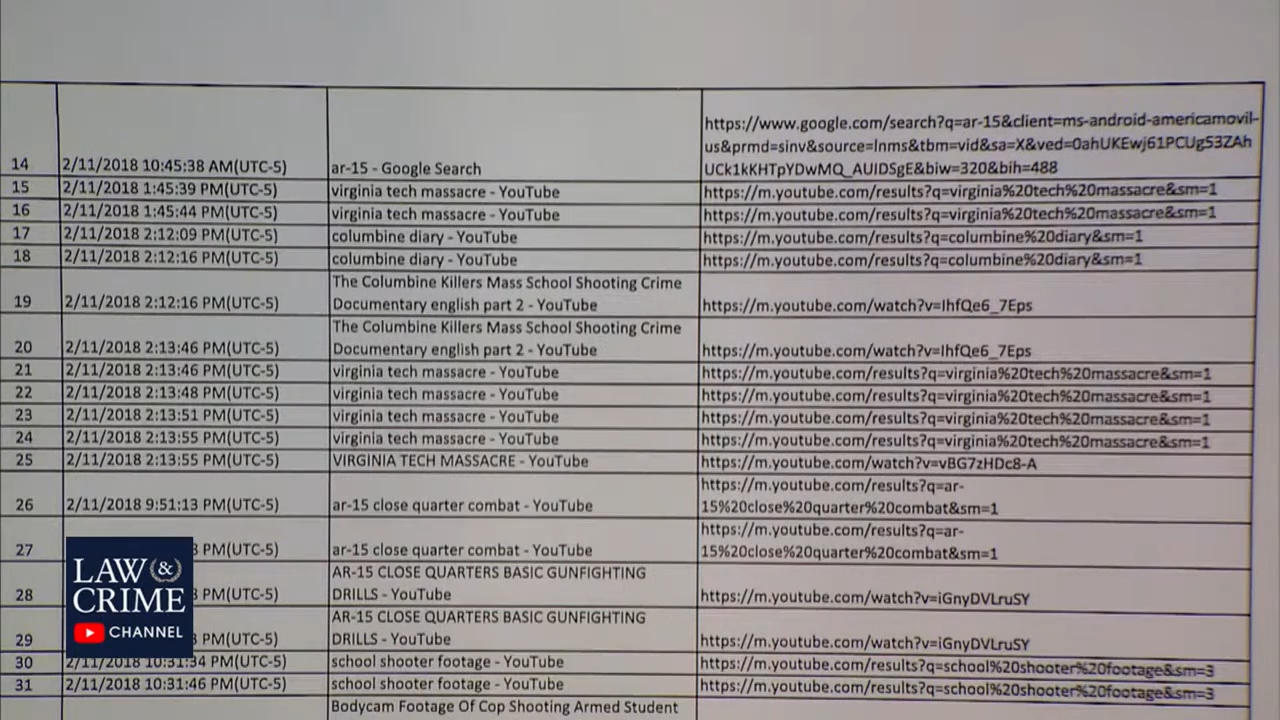 https://www.google.com/search?q=ar-15&client=ms-android-americamovil-
us&prmd=sinv&source=lnms&tbm=vid&sa=X&ved=0ahUKEwj61PCUg53ZAh
14 2/11/2018 10:45:38 AM(UTC-5) ar-15 - Google Search UCk1kKHTpYDwMQ_AUIDSgE&biw=320&bih=488
15 2/11/2018 1:45:39 PM(UTC-5) virginia tech massacre - YouTube https://m.youtube.com/results?q=virginia%20tech%20massacre&sm=1
16 2/11/2018 1:45:44 PM(UTC-5) virginia tech massacre - YouTube https://m.youtube.com/results?q=virginia%20tech%20massacre&sm=1
17 2/11/2018 2:12:09 PM(UTC-5) columbine diary - YouTube https://m.youtube.com/results?q=columbine%20diary&sm=1
18 2/11/2018 2:12:16 PM(UTC-5) columbine diary - YouTube https://m.youtube.com/results?q=columbine%20diary&sm=1
The Columbine Killers Mass School Shooting Crime
19 2/11/2018 2:12:16 PM(UTC-5) Documentary english part 2 - YouTube https://m.youtube.com/watch?v=IhfQe6_7Eps
The Columbine Killers Mass School Shooting Crime
20 2/11/2018 2:13:46 PM(UTC-5) Documentary english part 2 - YouTube https://m.youtube.com/watch?v=IhfQe6_7Eps
21 2/11/2018 2:13:46 PM(UTC-5) virginia tech massacre - YouTube https://m.youtube.com/results?q=virginia%20tech%20massacre&sm=1
22 2/11/2018 2:13:48 PM(UTC-5) virginia tech massacre - YouTube https://m.youtube.com/results?q=virginia%20tech%20massacre&sm=1
23 2/11/2018 2:13:51 PM(UTC-5) virginia tech massacre - YouTube https://m.youtube.com/results?q=virginia%20tech%20massacre&sm=1
24 2/11/2018 2:13:55 PM(UTC-5) virginia tech massacre - YouTube https://m.youtube.com/results?q=virginia%20tech%20massacre&sm=1
25 2/11/2018 2:13:55 PM(UTC-5) VIRGINIA TECH MASSACRE - YouTube https://m.youtube.com/watch?v=vBG7zHDc8-A
https://m.youtube.com/results?q=ar-
26 2/11/2018 9:51:13 PM(UTC-5) ar-15 close quarter combat - YouTube 15%20close%20quarter%20combat&sm=1
https://m.youtube.com/results?q=ar-
27 PM(UTC-5) ar-15 close quarter combat - YouTube 15%20close%20quarter%20combat&sm=1
AR-15 CLOSE QUARTERS BASIC GUNFIGHTING
28 PM(UTC-5) DRILLS - YouTube https://m.youtube.com/watch?v=iGnyDVLruSY
AR-15 CLOSE QUARTERS BASIC GUNFIGHTING
29 PM(UTC-5) DRILLS - YouTube https://m.youtube.com/watch?v=iGnyDVLruSY
30 2/11/2018 10:31:34 PM(UTC-5) school shooter footage - YouTube https://m.youtube.com/results?q=school%20shooter%20footage&sm=3
31 2/11/2018 10:31:46 PM(UTC-5) school shooter footage - YouTube https://m.youtube.com/results?q=school%20shooter%20footage&sm=3
Bodycam Footage Of Cop Shooting Armed Student
LAW &
CRIME
CHANNEL